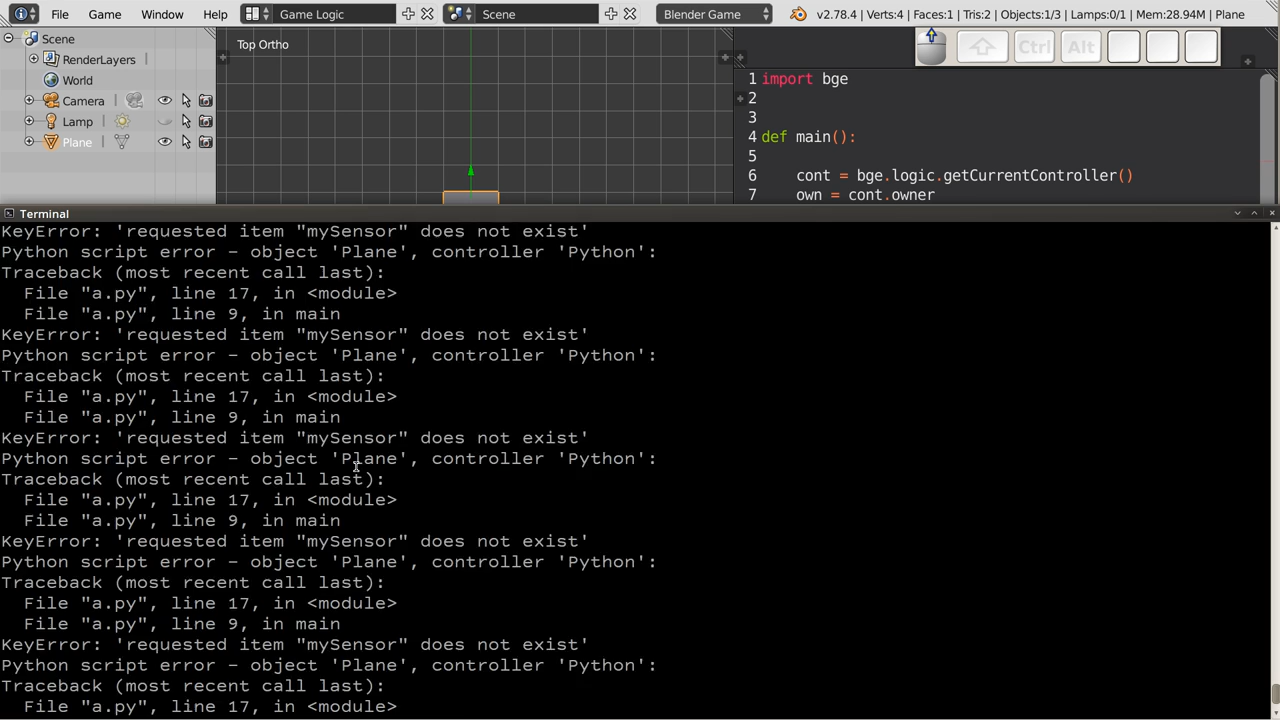 File Game Window Help Game Logic Scene Blender Game v2.78.4 | Verts:4 | Faces:1 | Tris:2 | Objects:1/3 | Lamps:0/1 | Mem:28.94M | Plane
Scene
RenderLayers
World
Camera
Lamp
Plane
Top Ortho
Ctrl Alt
1 import bge
2
3
4 def main():
5
6 cont = bge.logic.getCurrentController()
7 own = cont.owner
Terminal
KeyError: 'requested item "mySensor" does not exist'
Python script error - object 'Plane', controller 'Python':
Traceback (most recent call last):
File "a.py", line 17, in <module>
File "a.py", line 9, in main
KeyError: 'requested item "mySensor" does not exist'
Python script error - object 'Plane', controller 'Python':
Traceback (most recent call last):
File "a.py", line 17, in <module>
File "a.py", line 9, in main
KeyError: 'requested item "mySensor" does not exist'
Python script error - object 'Plane', controller 'Python':
Traceback (most recent call last):
File "a.py", line 17, in <module>
File "a.py", line 9, in main
KeyError: 'requested item "mySensor" does not exist'
Python script error - object 'Plane', controller 'Python':
Traceback (most recent call last):
File "a.py", line 17, in <module>
File "a.py", line 9, in main
KeyError: 'requested item "mySensor" does not exist'
Python script error - object 'Plane', controller 'Python':
Traceback (most recent call last):
File "a.py", line 17, in <module>